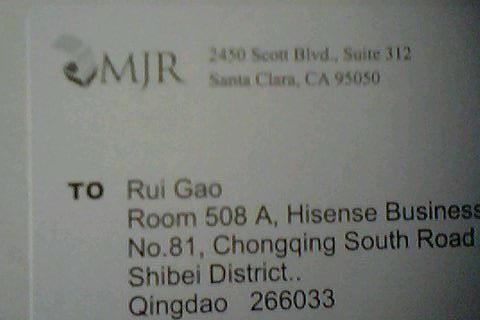 MJR
2450 Scott Blvd., Suite 312
Santa Clara, CA 95050
TO Rui Gao
Room 508 A, Hisense Business
No.81, Chongqing South Road
Shibei District..
Qingdao 266033